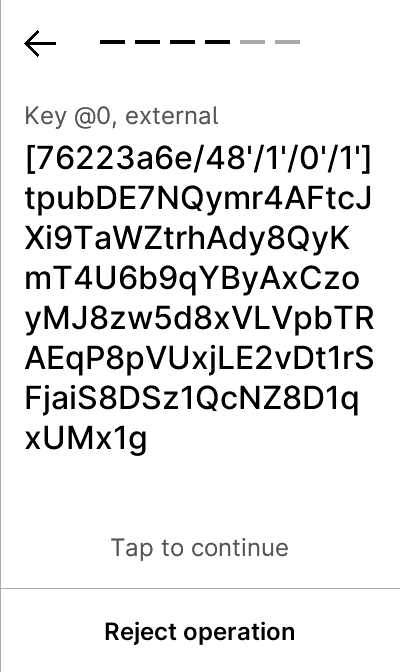 Key @0, external
[76223a6e/48'/1'/0'/1']
tpubDE7NQymr4AFtcJ
Xi9TaWZtrhAdy8QyK
mT4U6b9qYByAxCzo
yMJ8zw5d8xVLVpbTR
AEqP8pVUxjLE2vDt1rS
FjaiS8DSz1QcNZ8D1q
xUMx1g
Tap to continue
Reject operation